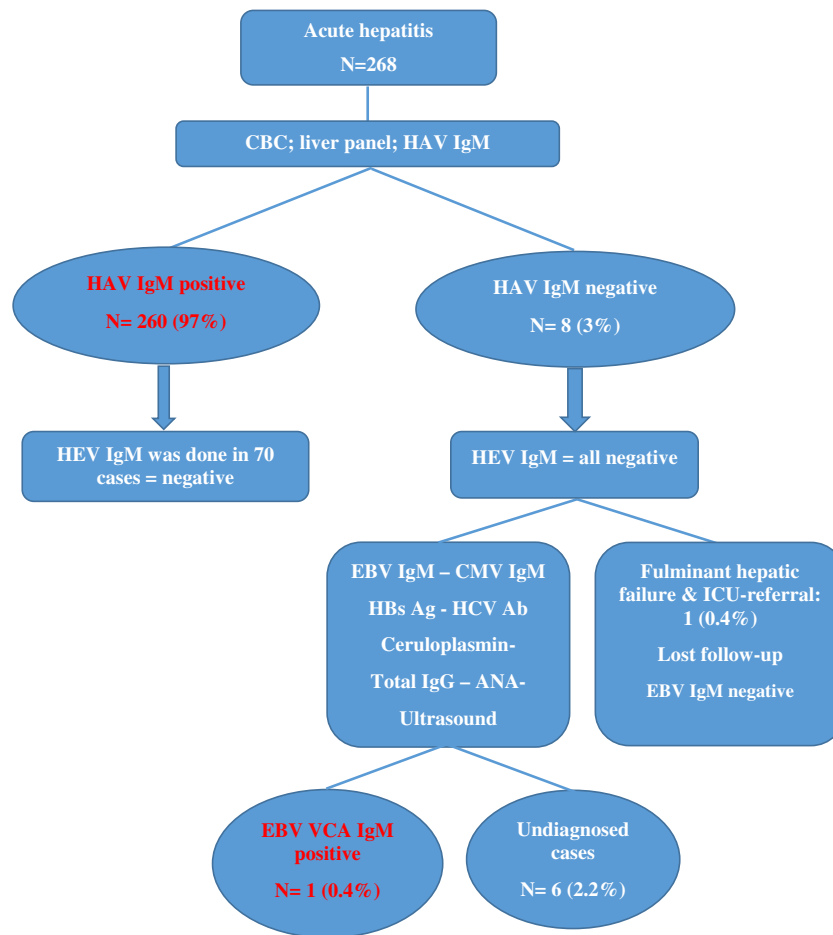 Acute hepatitis
N=268
CBC; liver panel; HAV IgM
HAV IgM positive
N= 260 (97%)
HAV IgM negative
N= 8 (3%)
HEV IgM was done in 70
cases = negative
HEV IgM = all negative
EBV IgM – CMV IgM
HBs Ag - HCV Ab
Ceruloplasmin-
Total IgG – ANA-
Ultrasound
Fulminant hepatic
failure & ICU-referral:
1 (0.4%)
Lost follow-up
EBV IgM negative
EBV VCA IgM
positive
N= 1 (0.4%)
Undiagnosed
cases
N= 6 (2.2%)